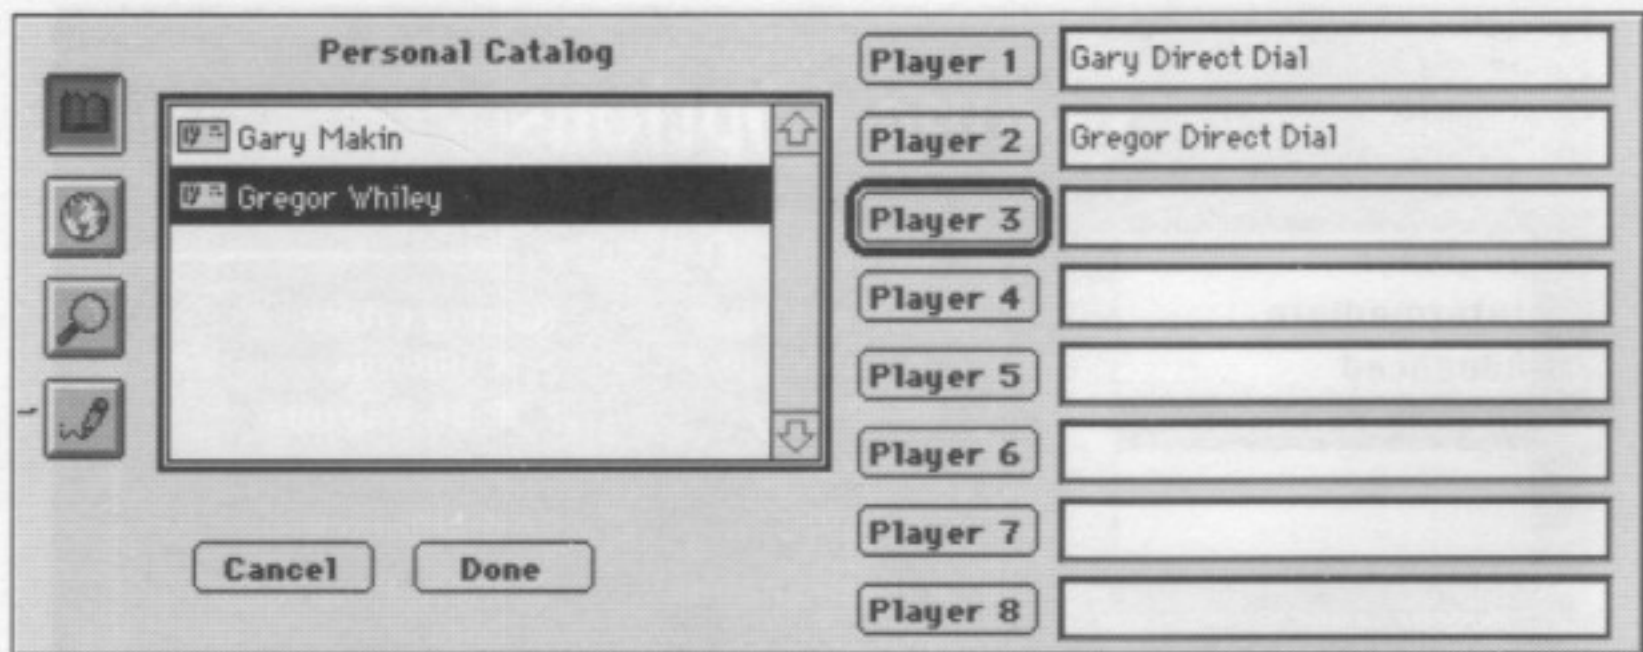 Personal Catalog
Gary Makin
Gregor Whiley
Cancel
Done
Player 1
Gary Direct Dial
Player 2
Gregor Direct Dial
Player 3
Player 4
Player 5
Player 6
Player 7
Player 8